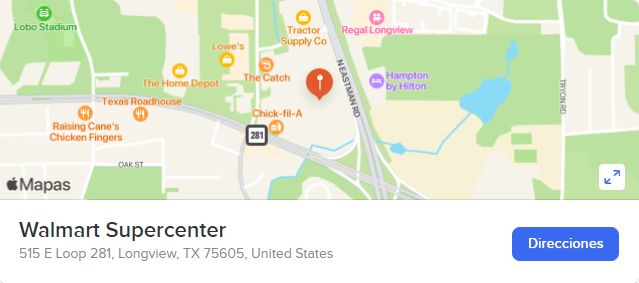 Lobo Stadium
Tractor
Supply Co
Regal Longview
Lowe's
The Catch
The Home Depot
N EASTMAN RD
Hampton
by Hilton
TRYON RD
Texas Roadhouse
Raising Cane's
Chicken Fingers
Chick-fil-A
281
OAK ST
Mapas
Walmart Supercenter
515 E Loop 281, Longview, TX 75605, United States
Direcciones